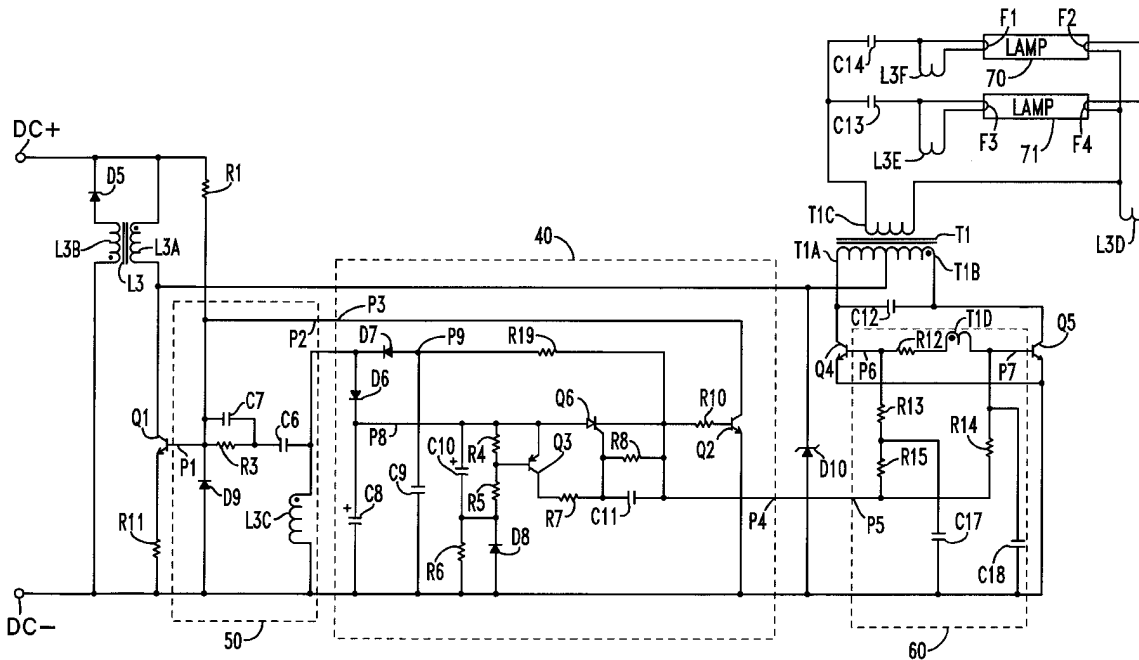 F1
F2
LAMP
C14
L3F
70
LAMP
C13
F3
F4
L3E
71
DC+
D5
R1
T1C
T1
L3B
L3A
40
T1A
T1B
L3D
L3
P3
C12
T1D
Q5
P2
D7
P9
R19
R12
Q4
P6
P7
D6
C7
C6
Q6
R10
R13
Q1
P8
C10
R4
Q3
R8
Q2
R14
R3
P1
+
D10
R15
D9
C9
R5
L3C
+
C8
R7
C11
P4
P5
R11
C17
D8
R6
C18
DC–
50
40
60